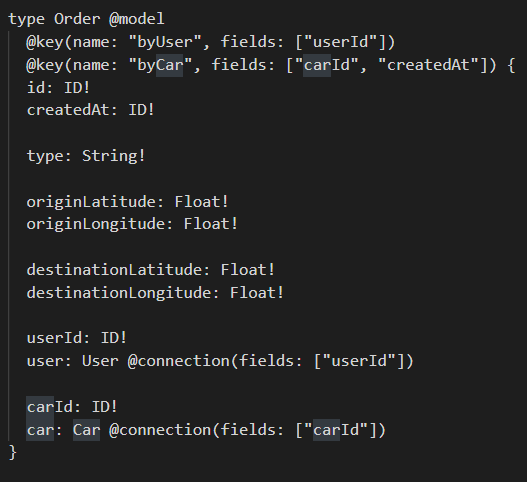 type Order @model
  @key(name: "byUser", fields: ["userId"])
  @key(name: "byCar", fields: ["carId", "createdAt"]) {
  id: ID!
  createdAt: ID!

  type: String!

  originLatitude: Float!
  originLongitude: Float!

  destinationLatitude: Float!
  destinationLongitude: Float!

  userId: ID!
  user: User @connection(fields: ["userId"])

  carId: ID!
  car: Car @connection(fields: ["carId"])
}